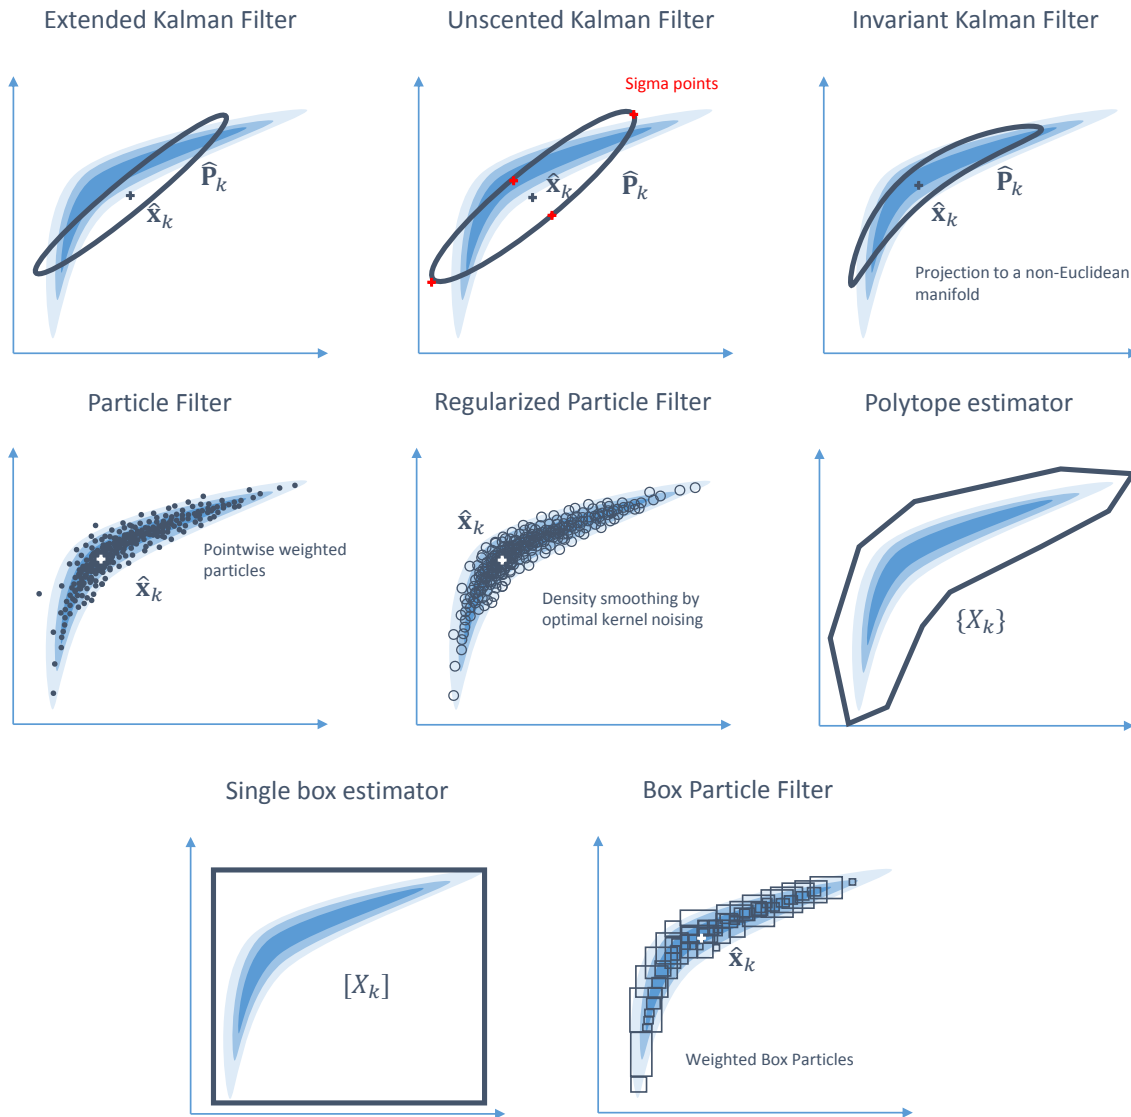 Extended Kalman Filter
Unscented Kalman Filter
Invariant Kalman Filter
Sigma points
P̂ₖ
x̂ₖ
x̂ₖ
P̂ₖ
P̂ₖ
x̂ₖ
Projection to a non-Euclidean
manifold
Particle Filter
Regularized Particle Filter
Polytope estimator
Pointwise weighted
particles
x̂ₖ
x̂ₖ
Density smoothing by
optimal kernel noising
{Xₖ}
Single box estimator
Box Particle Filter
[Xₖ]
x̂ₖ
Weighted Box Particles